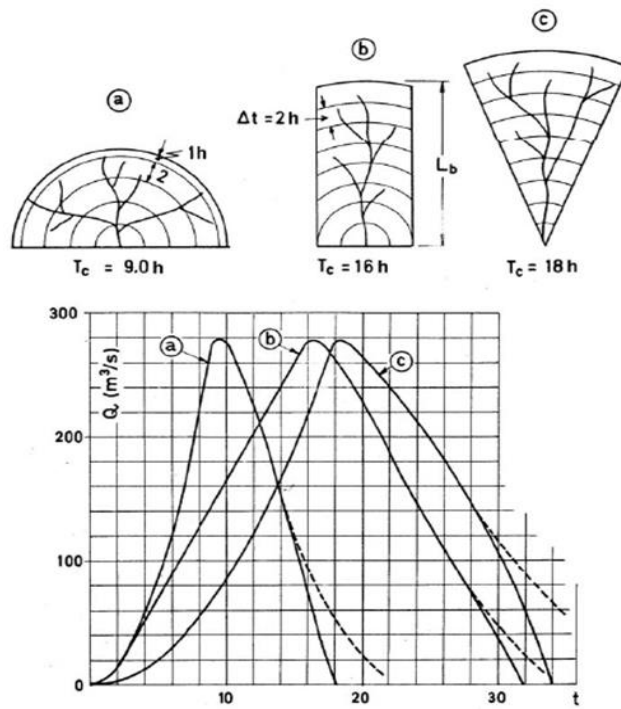 a
b
c
1h
2
Δt = 2h
L_b
T_c = 9.0 h
T_c = 16 h
T_c = 18 h
300
Q (m³/s)
a
b
c
200
100
0
10
20
30
t